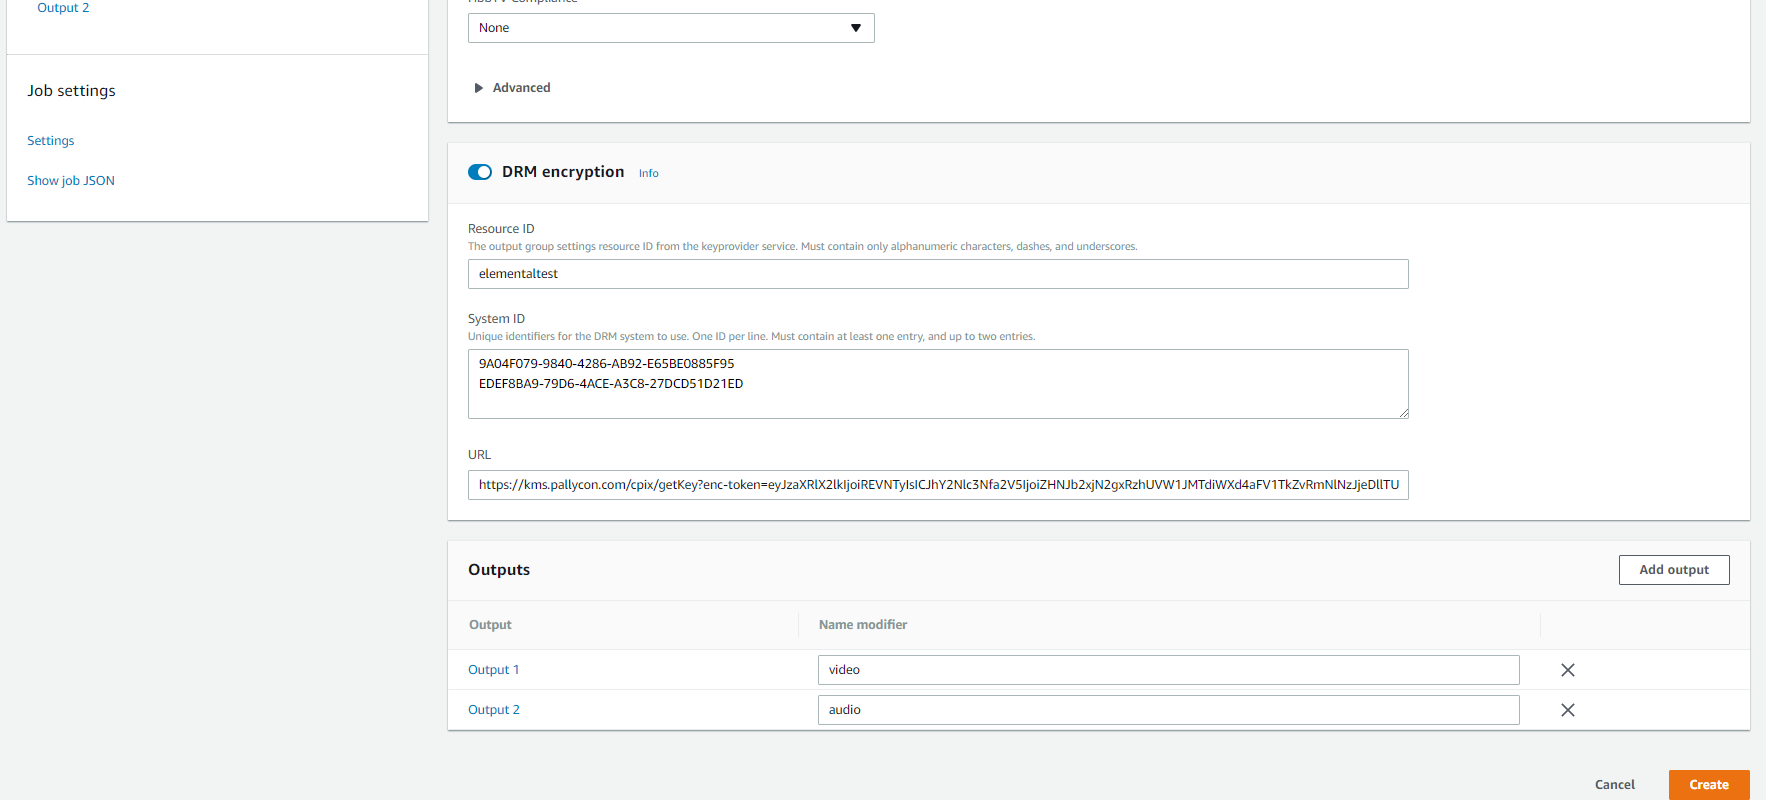 Output 2
Job settings
Settings
Show job JSON
HbbTV Compliance
None
Advanced
DRM encryption Info
Resource ID
The output group settings resource ID from the keyprovider service. Must contain only alphanumeric characters, dashes, and underscores.
elementaltest
System ID
Unique identifiers for the DRM system to use. One ID per line. Must contain at least one entry, and up to two entries.
9A04F079-9840-4286-AB92-E65BE0885F95
EDEF8BA9-79D6-4ACE-A3C8-27DCD51D21ED
URL
https://kms.pallycon.com/cpix/getKey?enc-token=eyJzaXRlX2lkIjoiREVNTyIsICJhY2Nlc3Nfa2V5IjoiZHNJb2xjN2gxRzhUVW1JMTdiWXd4aFV1TkZvRmNlNzJjeDllTU
Outputs
Add output
Output Name modifier
Output 1 video
Output 2 audio
Cancel Create